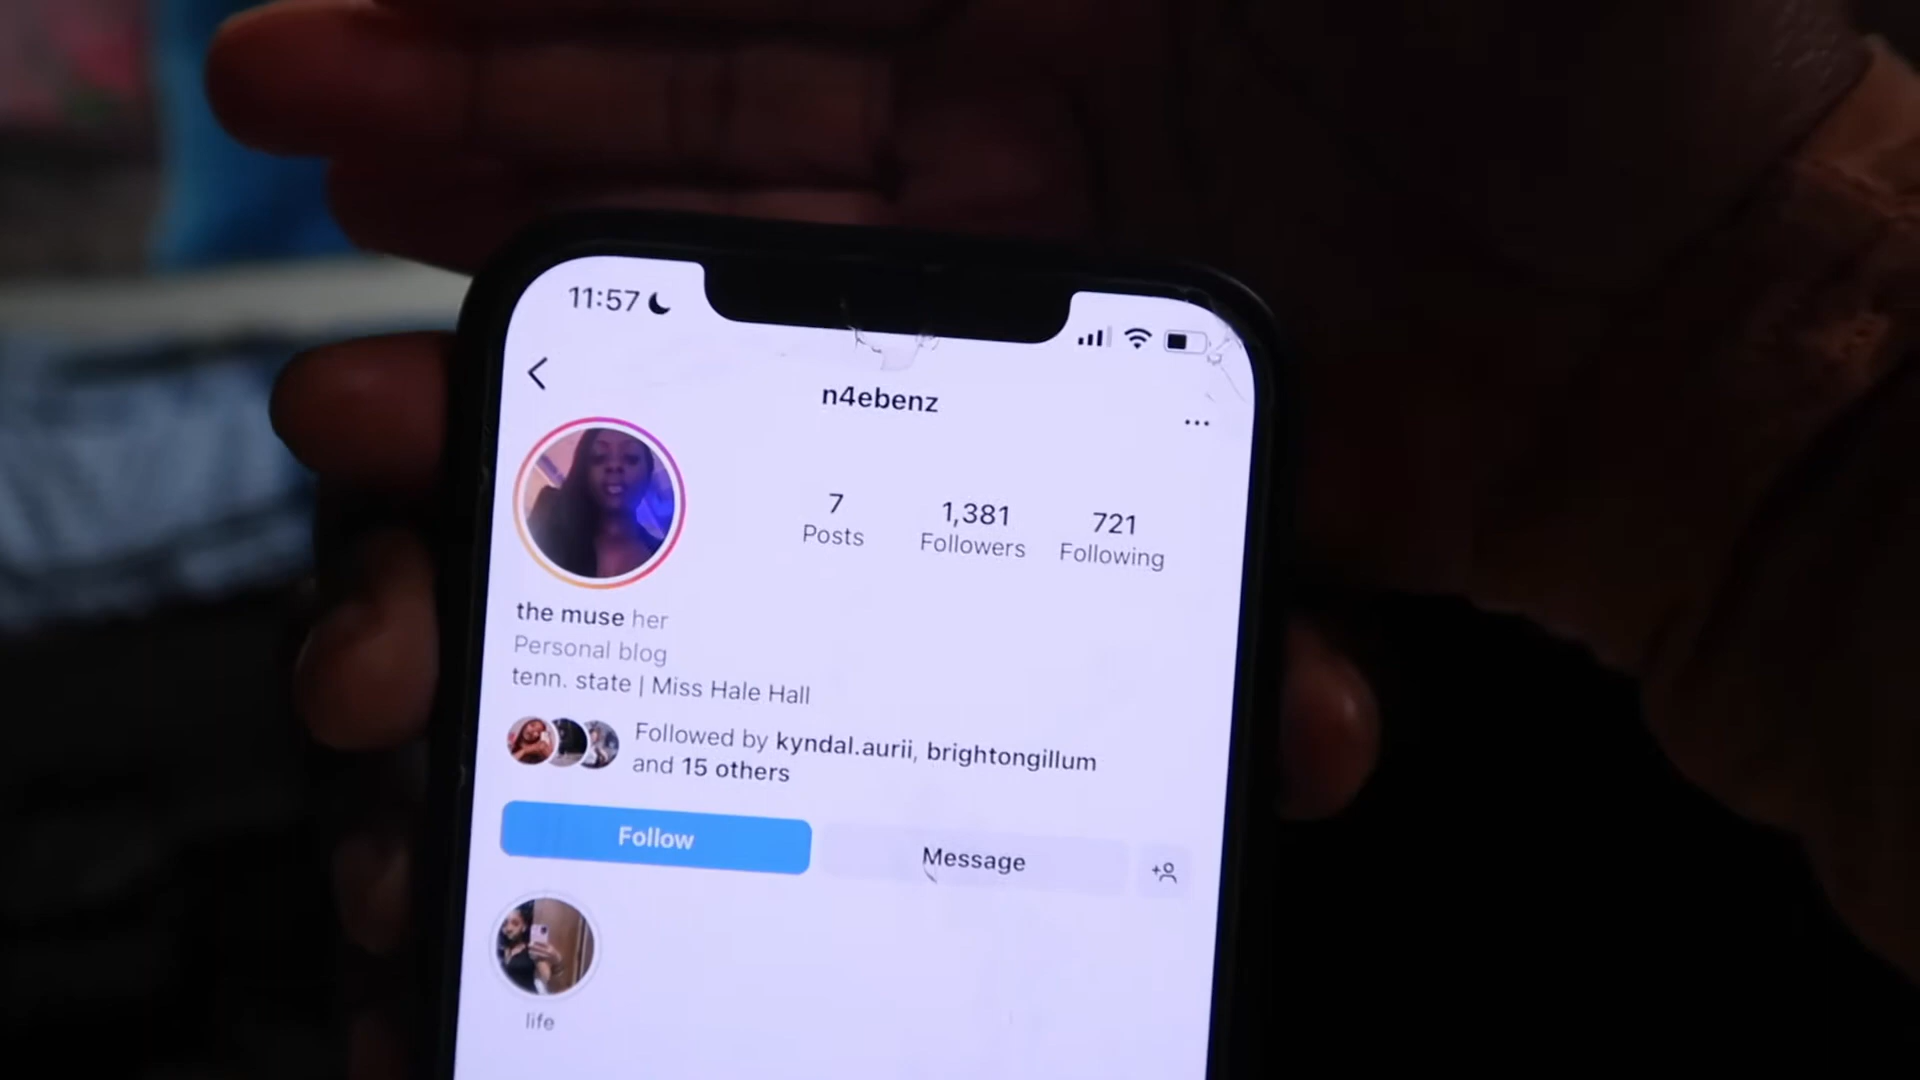 11:57
n4ebenz
7 1,381 721
Posts Followers Following
the muse her
Personal blog
tenn. state | Miss Hale Hall
Followed by kyndal.aurii, brightongillum
and 15 others
Follow Message
life